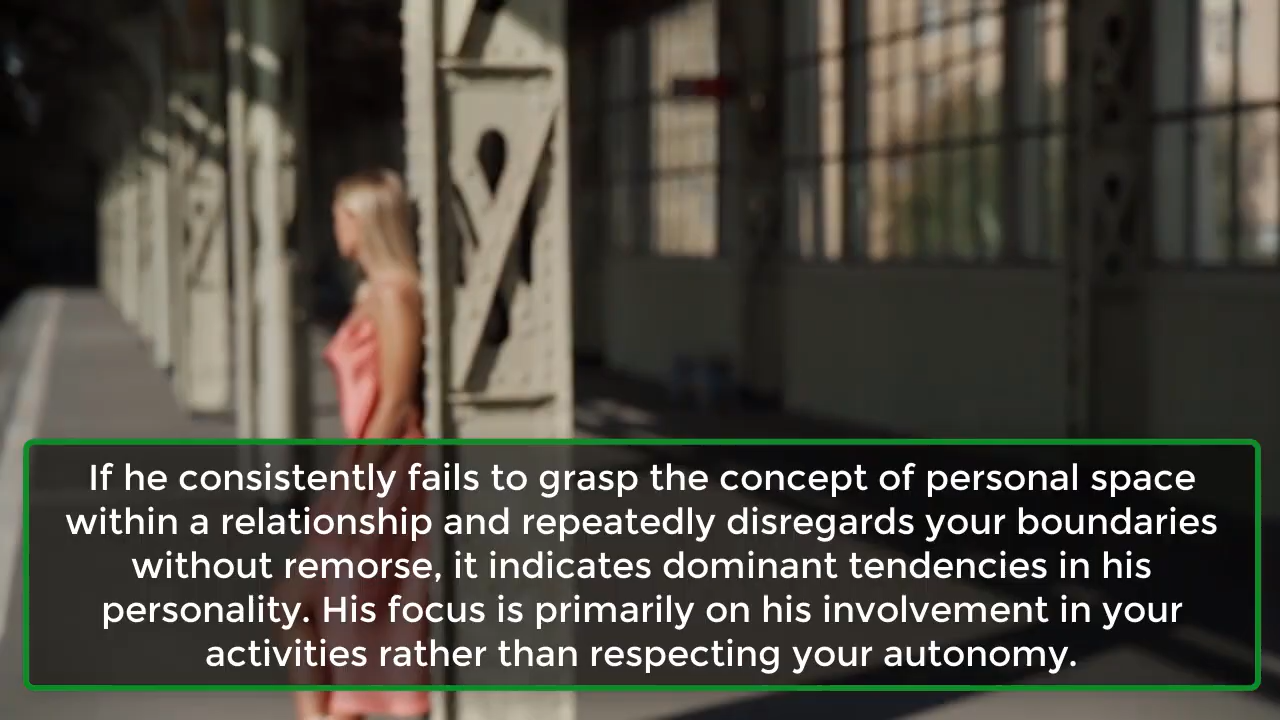 If he consistently fails to grasp the concept of personal space
within a relationship and repeatedly disregards your boundaries
without remorse, it indicates dominant tendencies in his
personality. His focus is primarily on his involvement in your
activities rather than respecting your autonomy.